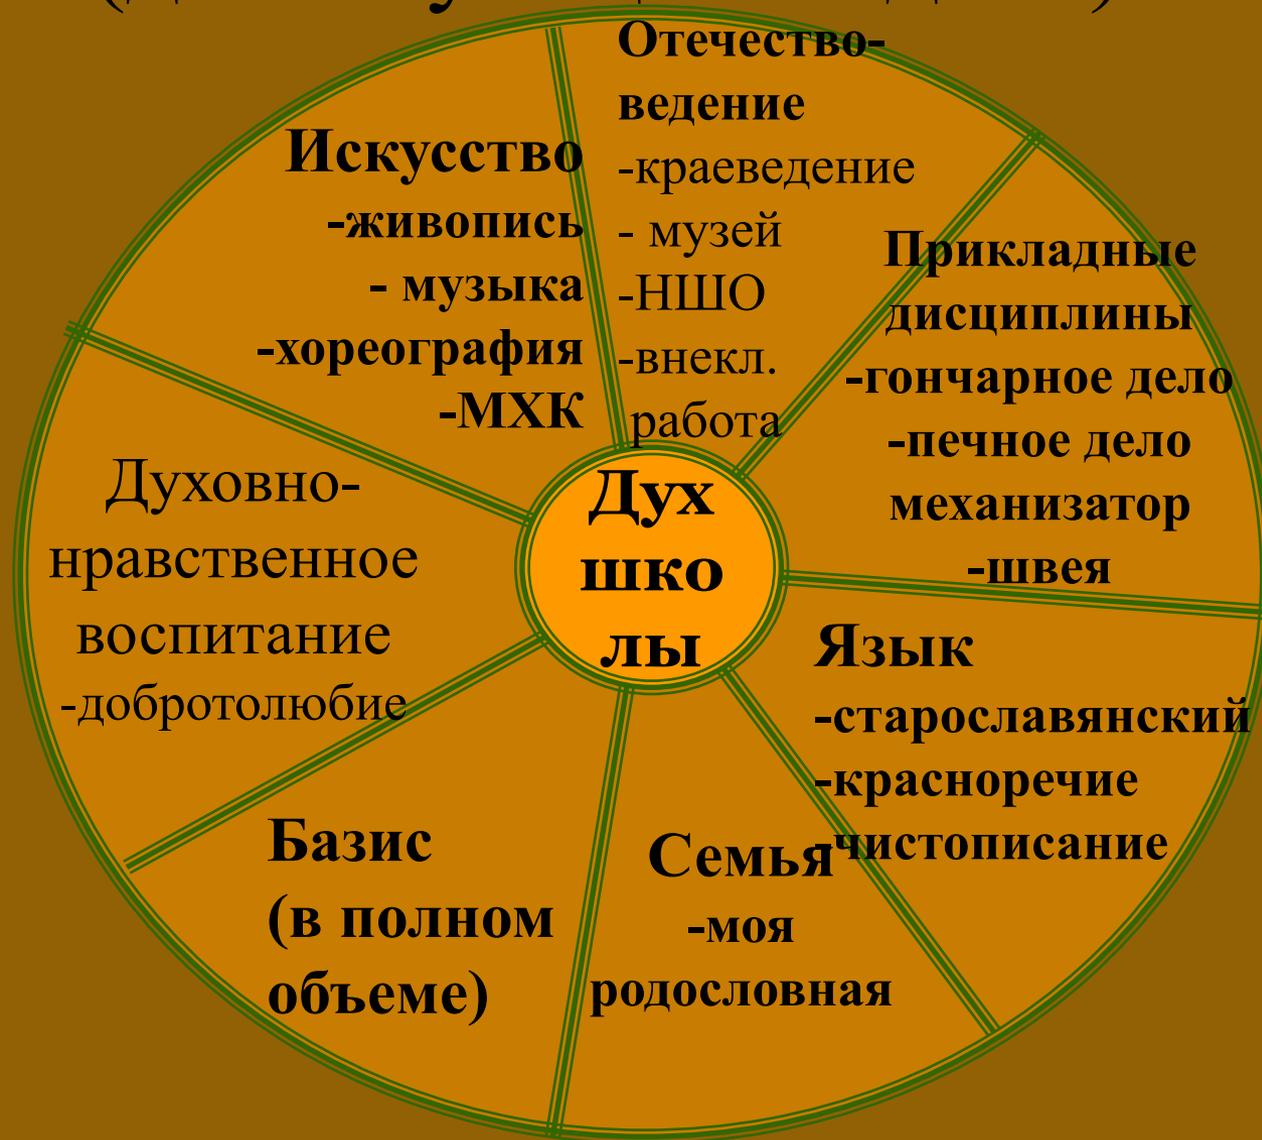 Отечество-
ведение
-краеведение
- музей
-НШО
-внекл.
работа
Прикладные
дисциплины
-гончарное дело
-печное дело
механизатор
-швея
Язык
-старославянский
-красноречие
-чистописание
Семья
-моя
родословная
Базис
(в полном
объеме)
Духовно-
нравственное
воспитание
-добротолюбие
Искусство
-живопись
- музыка
-хореография
-МХК
Дух
шко
лы